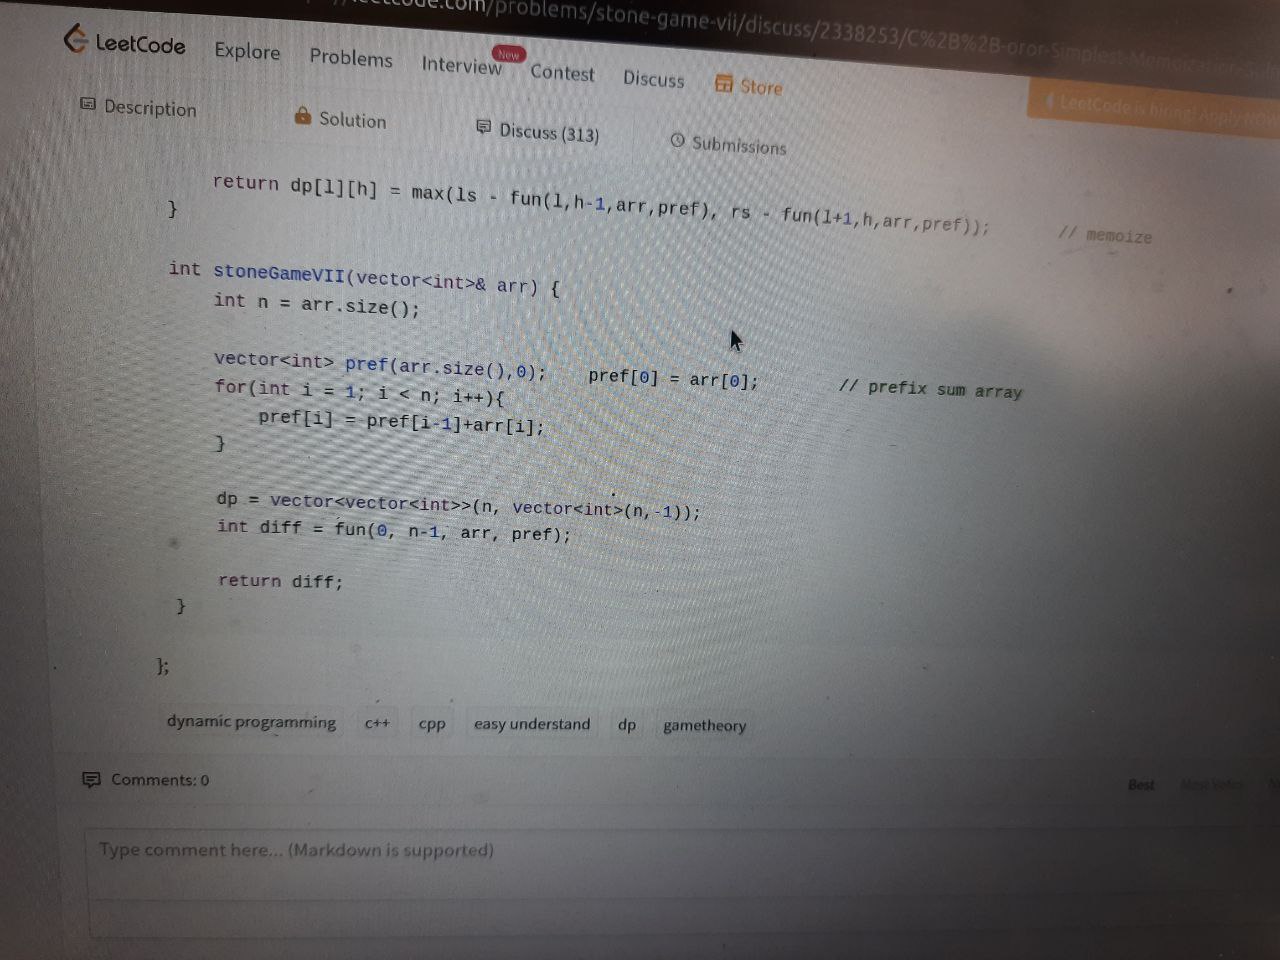 leetcode.com/problems/stone-game-vii/discuss/2338253/C%2B%2B-oror-Simplest-
LeetCode Explore Problems Interview New Contest Discuss Store
LeetCode is hiring! Apply NOW
Description Solution Discuss (313) Submissions
return dp[l][h] = max(ls - fun(l,h-1,arr,pref), rs - fun(l+1,h,arr,pref)); // memoize
}
int stoneGameVII(vector<int>& arr) {
int n = arr.size();
vector<int> pref(arr.size(),0); pref[0] = arr[0]; // prefix sum array
for(int i = 1; i < n; i++){
pref[i] = pref[i-1]+arr[i];
}
dp = vector<vector<int>>(n, vector<int>(n,-1));
int diff = fun(0, n-1, arr, pref);
return diff;
}
};
dynamic programming c++ cpp easy understand dp gametheory
Comments: 0 Best Most Votes
Type comment here... (Markdown is supported)